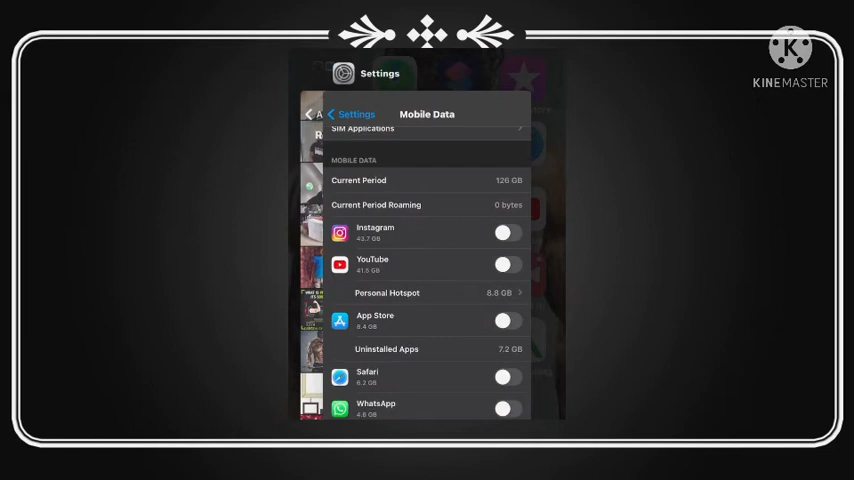 KINEMASTER
Settings
A
Settings
Mobile Data
R
SIM Applications
MOBILE DATA
Current Period 126 GB
Current Period Roaming 0 bytes
Instagram
43.7 GB
YouTube
41.5 GB
Personal Hotspot 8.8 GB
App Store
8.4 GB
Uninstalled Apps 7.2 GB
Safari
6.2 GB
WhatsApp
4.6 GB